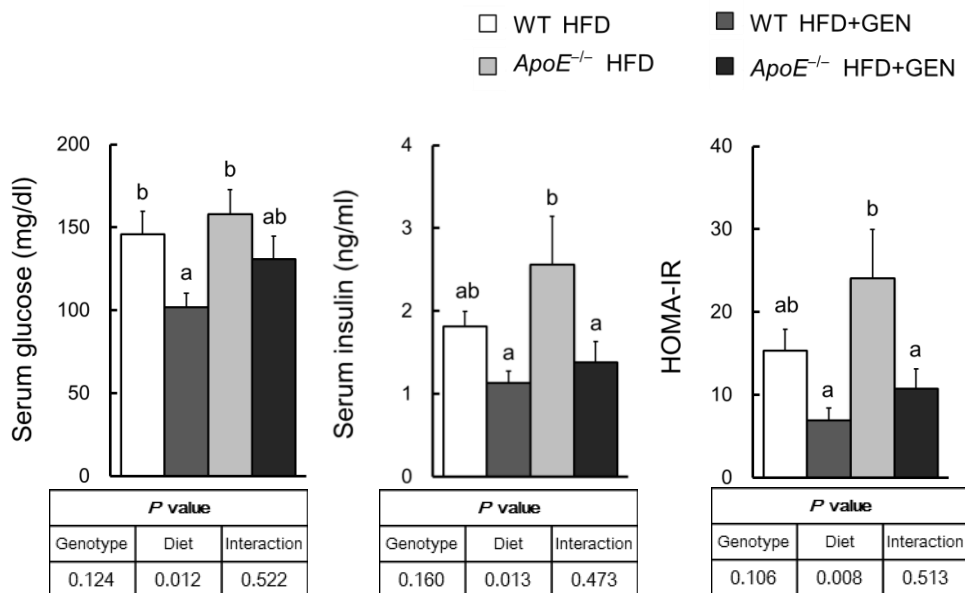 WT HFD
WT HFD+GEN
ApoE–/– HFD
ApoE–/– HFD+GEN
Serum glucose (mg/dl)
200
150
100
50
0
b
a
b
ab
P value
Genotype Diet Interaction
0.124 0.012 0.522
Serum insulin (ng/ml)
4
3
2
1
0
ab
a
b
a
P value
Genotype Diet Interaction
0.160 0.013 0.473
HOMA-IR
40
30
20
10
0
ab
a
b
a
P value
Genotype Diet Interaction
0.106 0.008 0.513